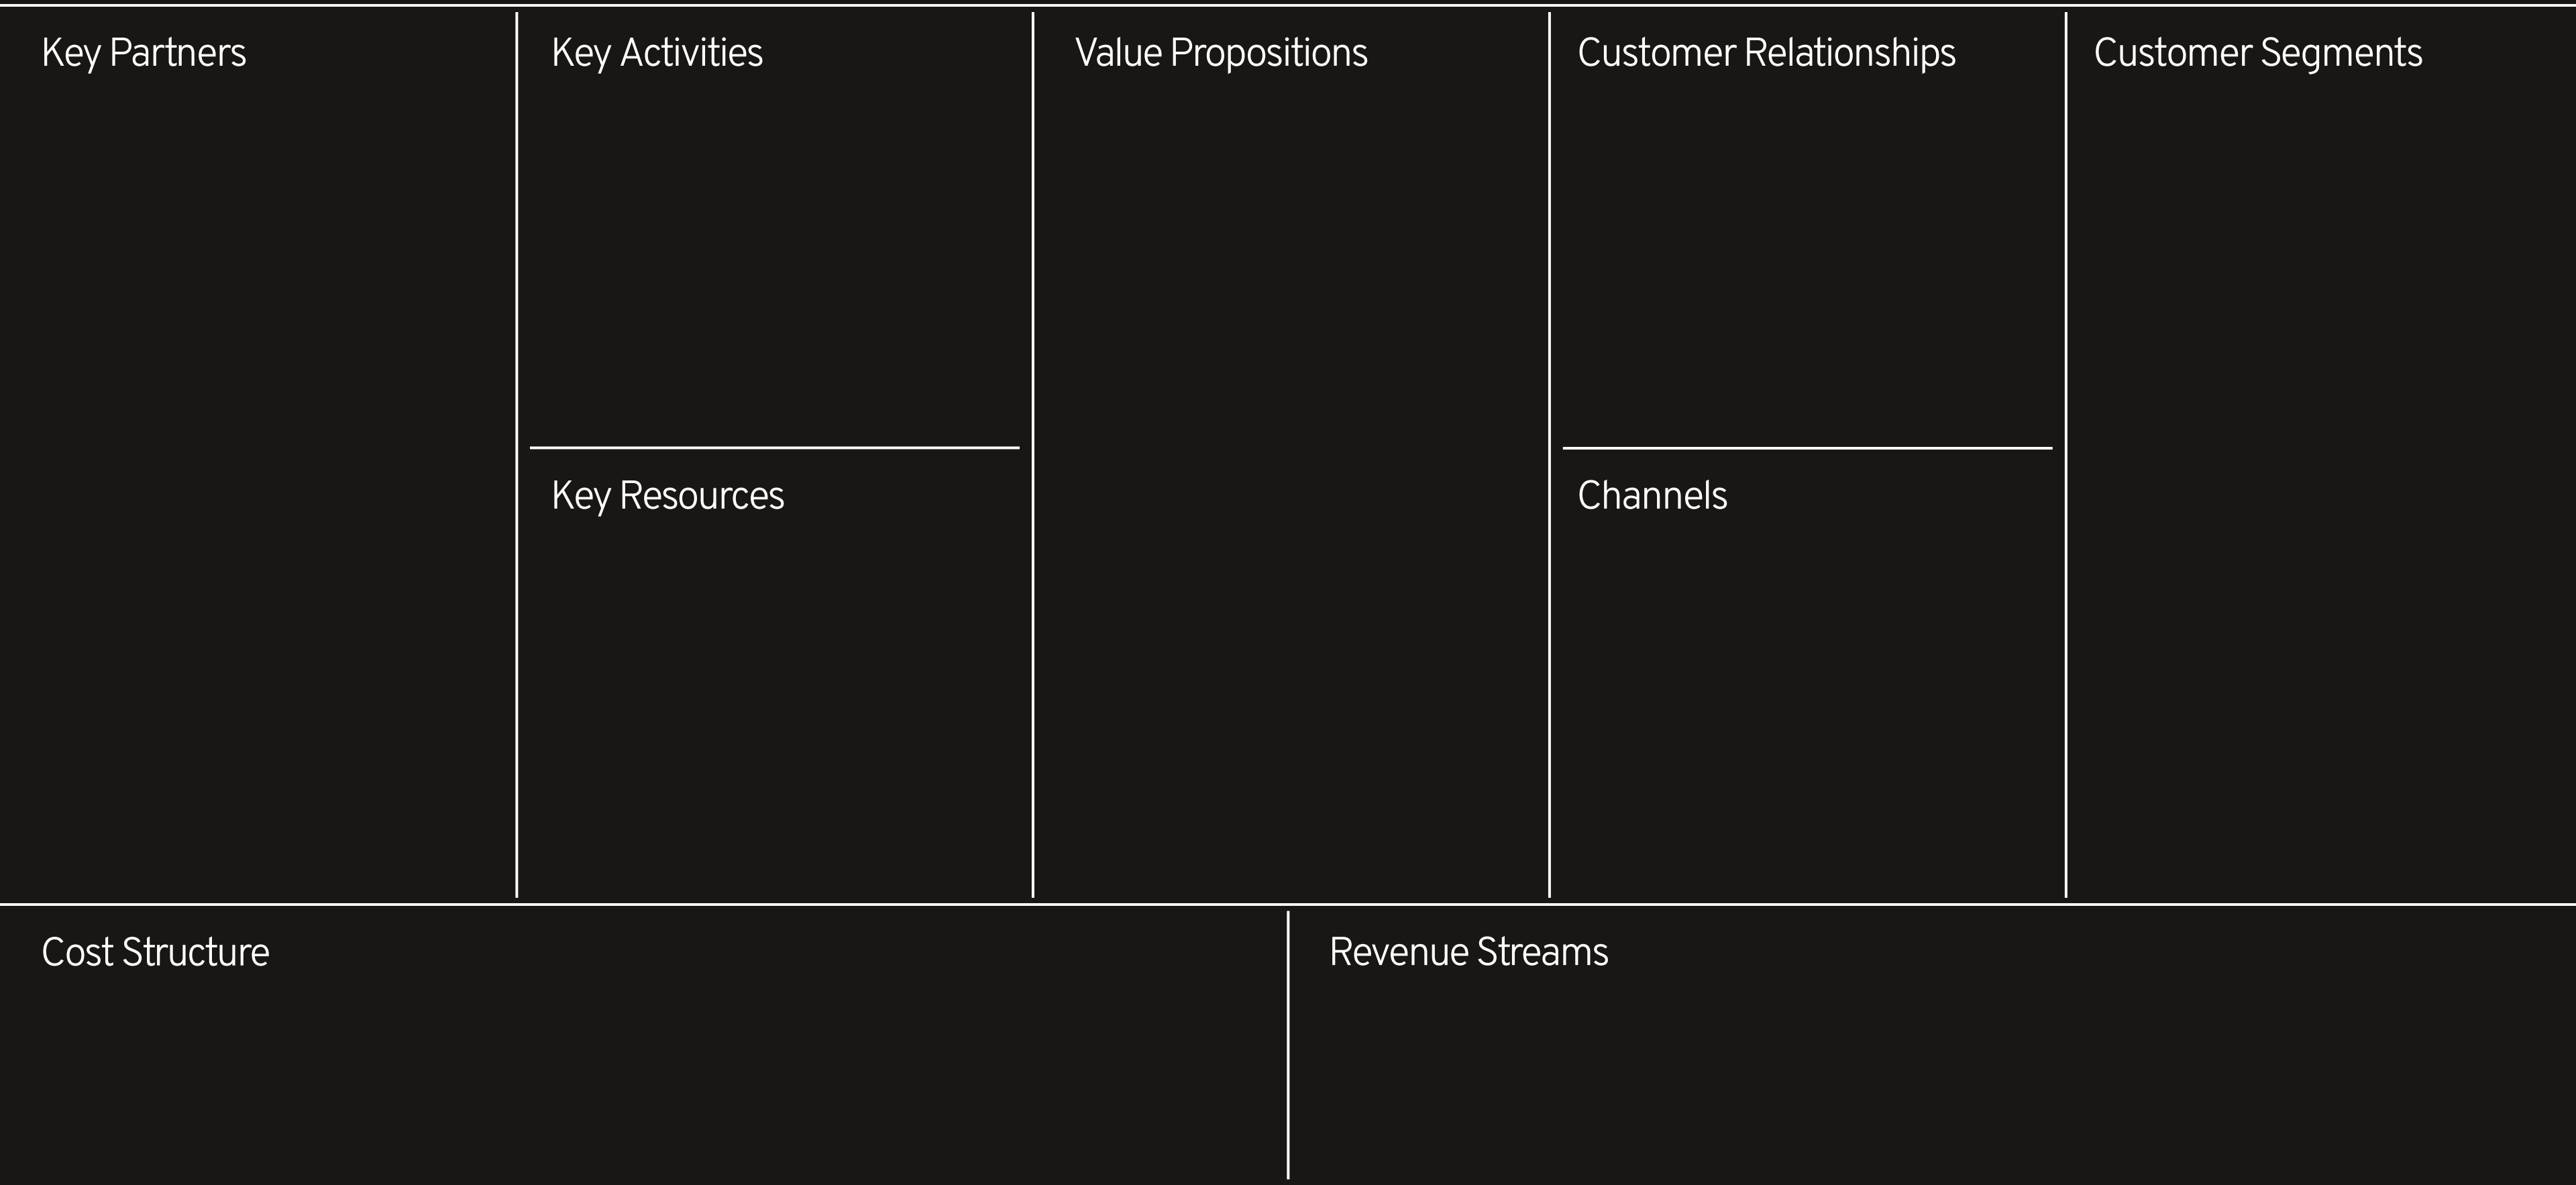 Key Partners
Key Activities
Key Resources
Value Propositions
Customer Relationships
Channels
Customer Segments
Cost Structure
Revenue Streams